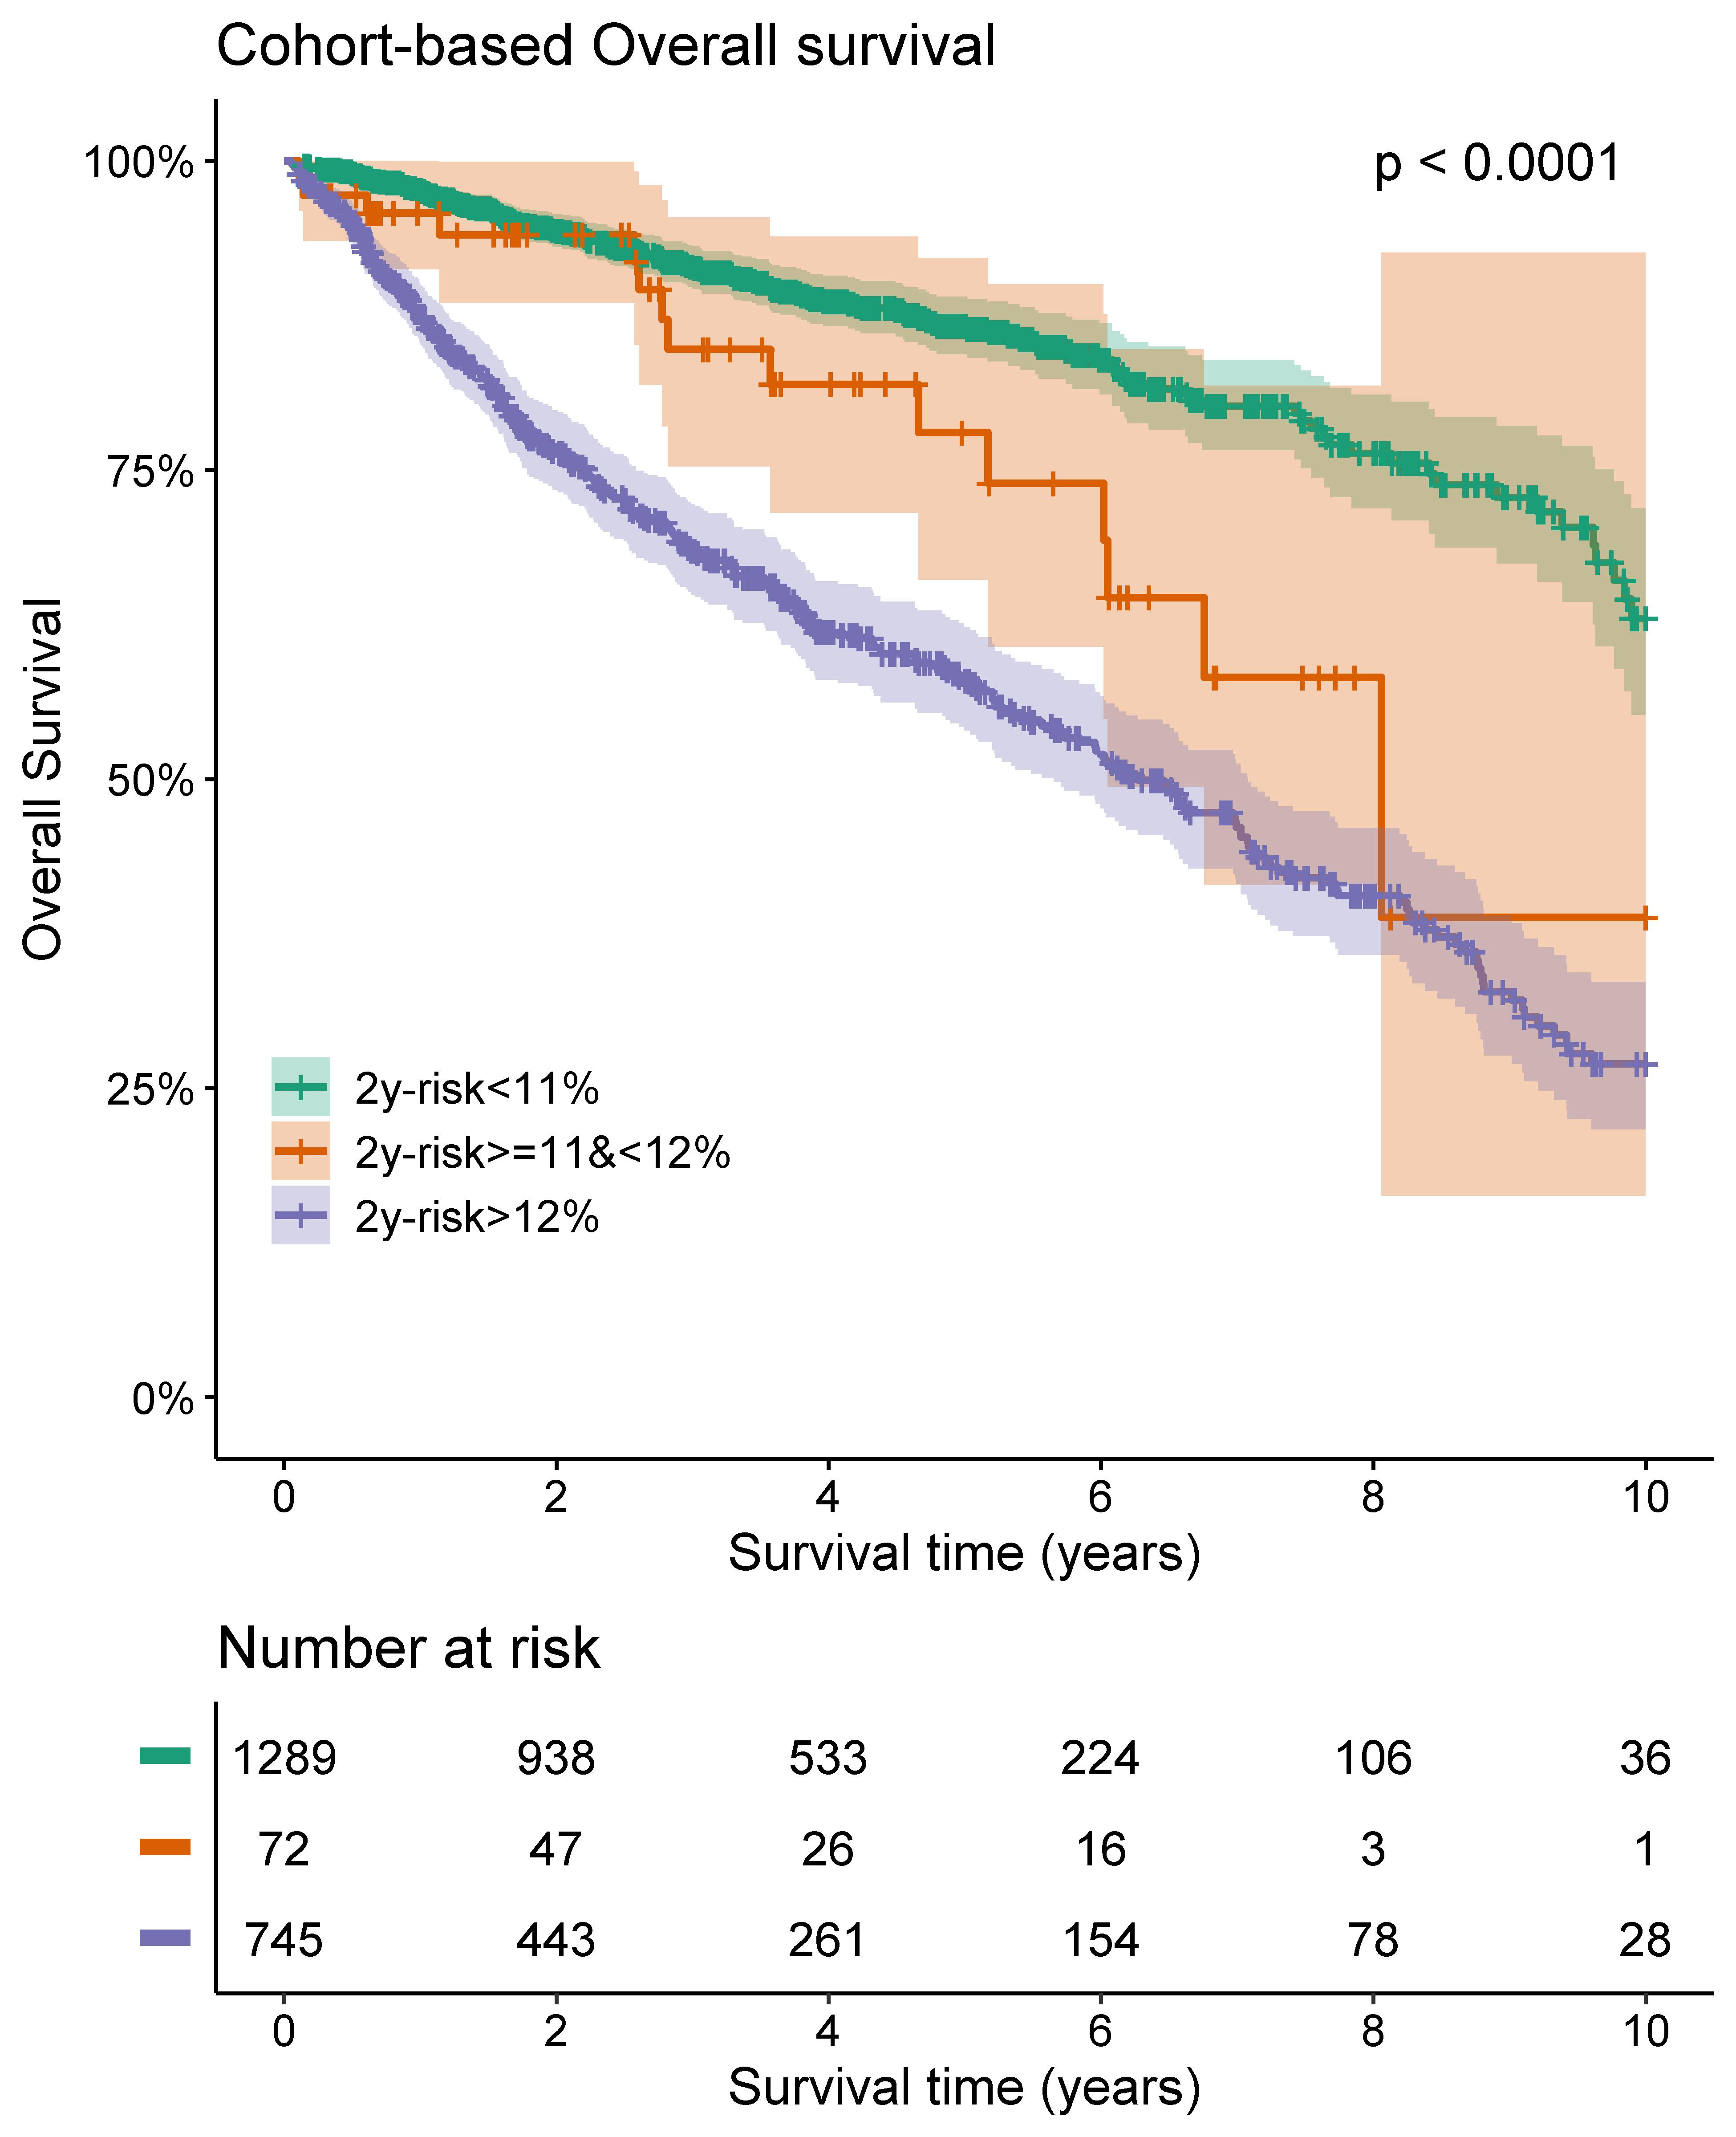 Cohort-based Overall survival
p < 0.0001
100%
75%
50%
25%
0%
Overall Survival
2y-risk<11%
2y-risk>=11&<12%
2y-risk>12%
0 2 4 6 8 10
Survival time (years)
Number at risk
1289 938 533 224 106 36
72 47 26 16 3 1
745 443 261 154 78 28
0 2 4 6 8 10
Survival time (years)